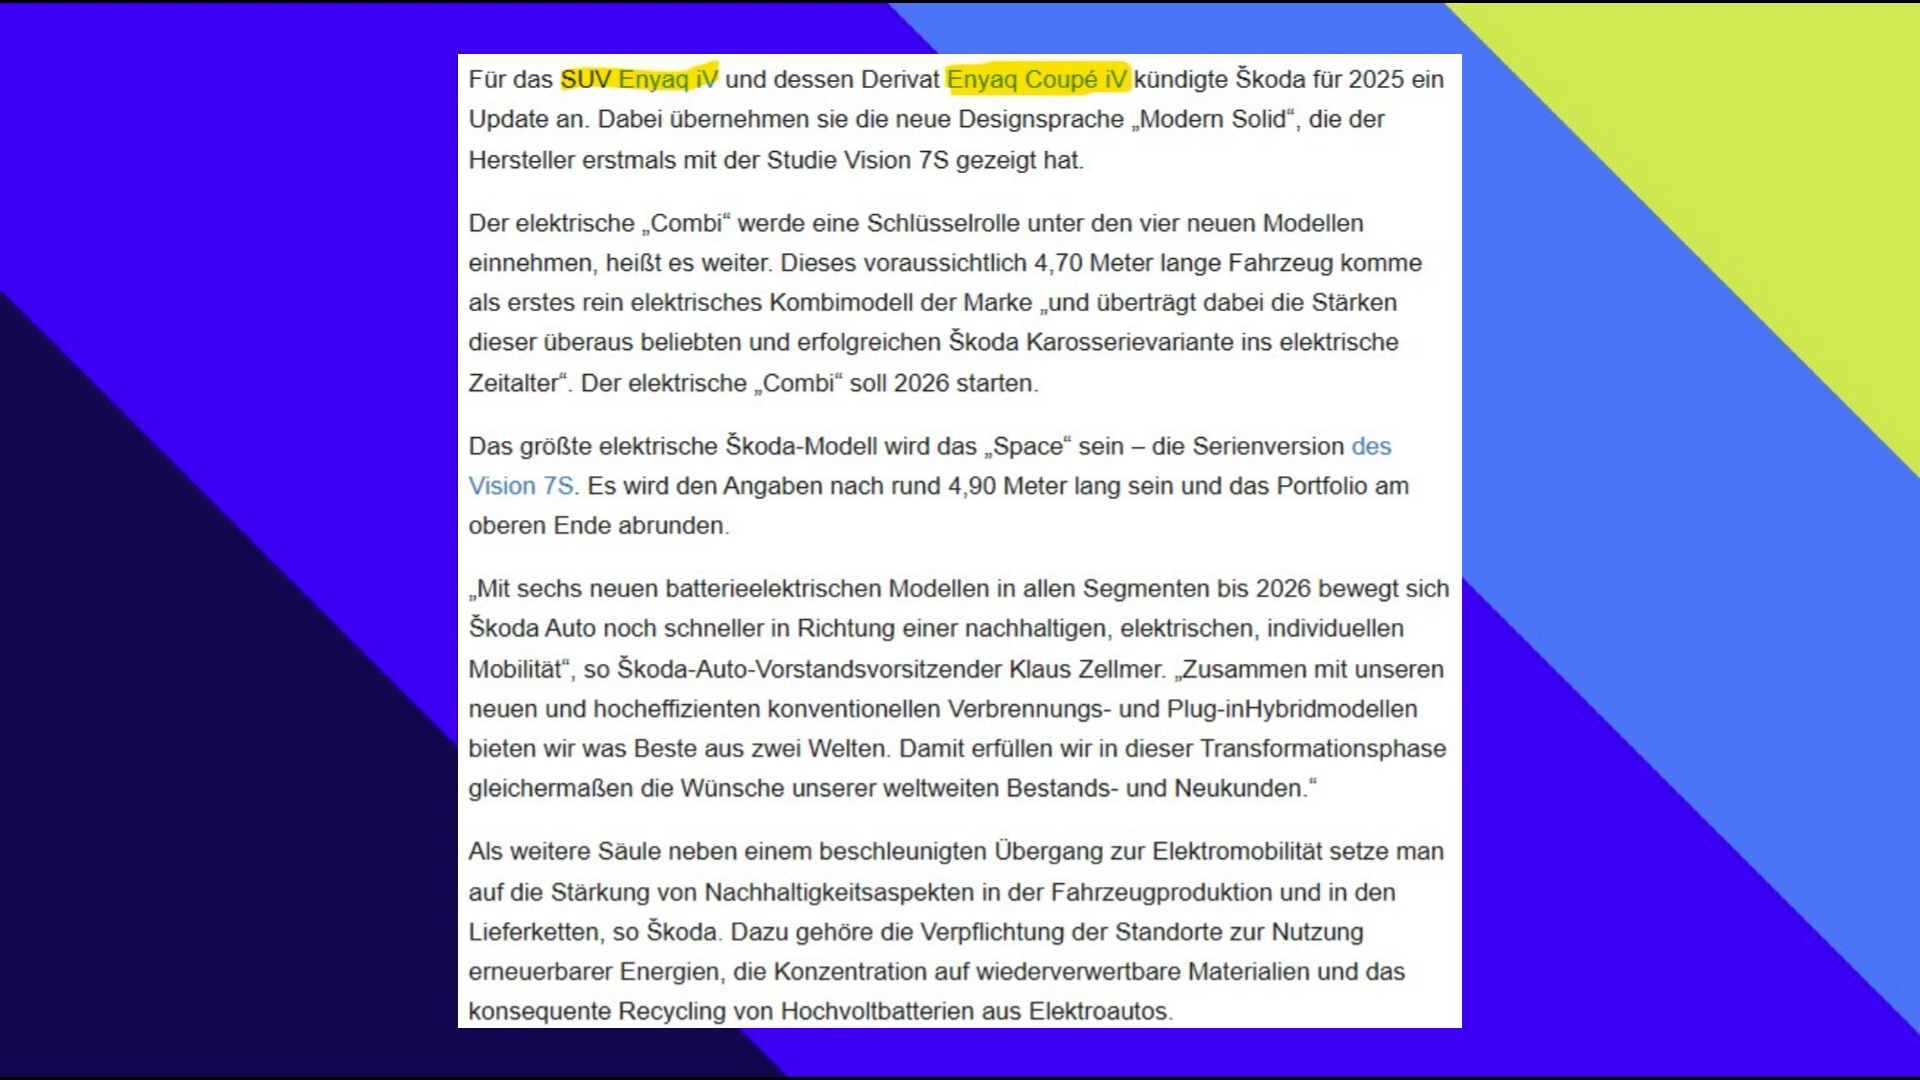 Für das SUV Enyaq iV und dessen Derivat Enyaq Coupé iV kündigte Škoda für 2025 ein
Update an. Dabei übernehmen sie die neue Designsprache „Modern Solid“, die der
Hersteller erstmals mit der Studie Vision 7S gezeigt hat.
Der elektrische „Combi“ werde eine Schlüsselrolle unter den vier neuen Modellen
einnehmen, heißt es weiter. Dieses voraussichtlich 4,70 Meter lange Fahrzeug komme
als erstes rein elektrisches Kombimodell der Marke „und überträgt dabei die Stärken
dieser überaus beliebten und erfolgreichen Škoda Karosserievariante ins elektrische
Zeitalter“. Der elektrische „Combi“ soll 2026 starten.
Das größte elektrische Škoda-Modell wird das „Space“ sein – die Serienversion des
Vision 7S. Es wird den Angaben nach rund 4,90 Meter lang sein und das Portfolio am
oberen Ende abrunden.
„Mit sechs neuen batterieelektrischen Modellen in allen Segmenten bis 2026 bewegt sich
Škoda Auto noch schneller in Richtung einer nachhaltigen, elektrischen, individuellen
Mobilität“, so Škoda-Auto-Vorstandsvorsitzender Klaus Zellmer. „Zusammen mit unseren
neuen und hocheffizienten konventionellen Verbrennungs- und Plug-inHybridmodellen
bieten wir was Beste aus zwei Welten. Damit erfüllen wir in dieser Transformationsphase
gleichermaßen die Wünsche unserer weltweiten Bestands- und Neukunden.“
Als weitere Säule neben einem beschleunigten Übergang zur Elektromobilität setze man
auf die Stärkung von Nachhaltigkeitsaspekten in der Fahrzeugproduktion und in den
Lieferketten, so Škoda. Dazu gehöre die Verpflichtung der Standorte zur Nutzung
erneuerbarer Energien, die Konzentration auf wiederverwertbare Materialien und das
konsequente Recycling von Hochvoltbatterien aus Elektroautos.